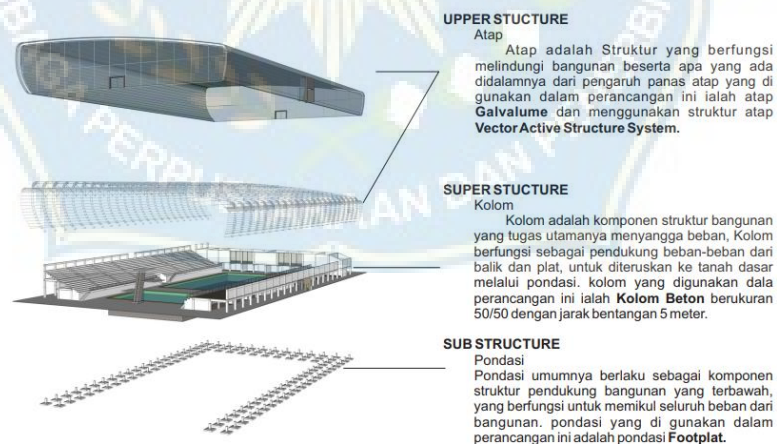 UPPER STUCTURE
Atap
Atap adalah Struktur yang berfungsi
melindungi bangunan beserta apa yang ada
didalamnya dari pengaruh panas atap yang di
gunakan dalam perancangan ini ialah atap
Galvalume dan menggunakan struktur atap
Vector Active Structure System.
SUPER STUCTURE
Kolom
Kolom adalah komponen struktur bangunan
yang tugas utamanya menyangga beban, Kolom
berfungsi sebagai pendukung beban-beban dari
balik dan plat, untuk diteruskan ke tanah dasar
melalui pondasi. kolom yang digunakan dala
perancangan ini ialah Kolom Beton berukuran
50/50 dengan jarak bentangan 5 meter.
SUB STRUCTURE
Pondasi
Pondasi umumnya berlaku sebagai komponen
struktur pendukung bangunan yang terbawah,
yang berfungsi untuk memikul seluruh beban dari
bangunan. pondasi yang di gunakan dalam
perancangan ini adalah pondasi Footplat.